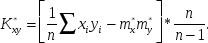 K*xy = [1/n ∑ xᵢyᵢ − m*x m*y] * n/(n−1).